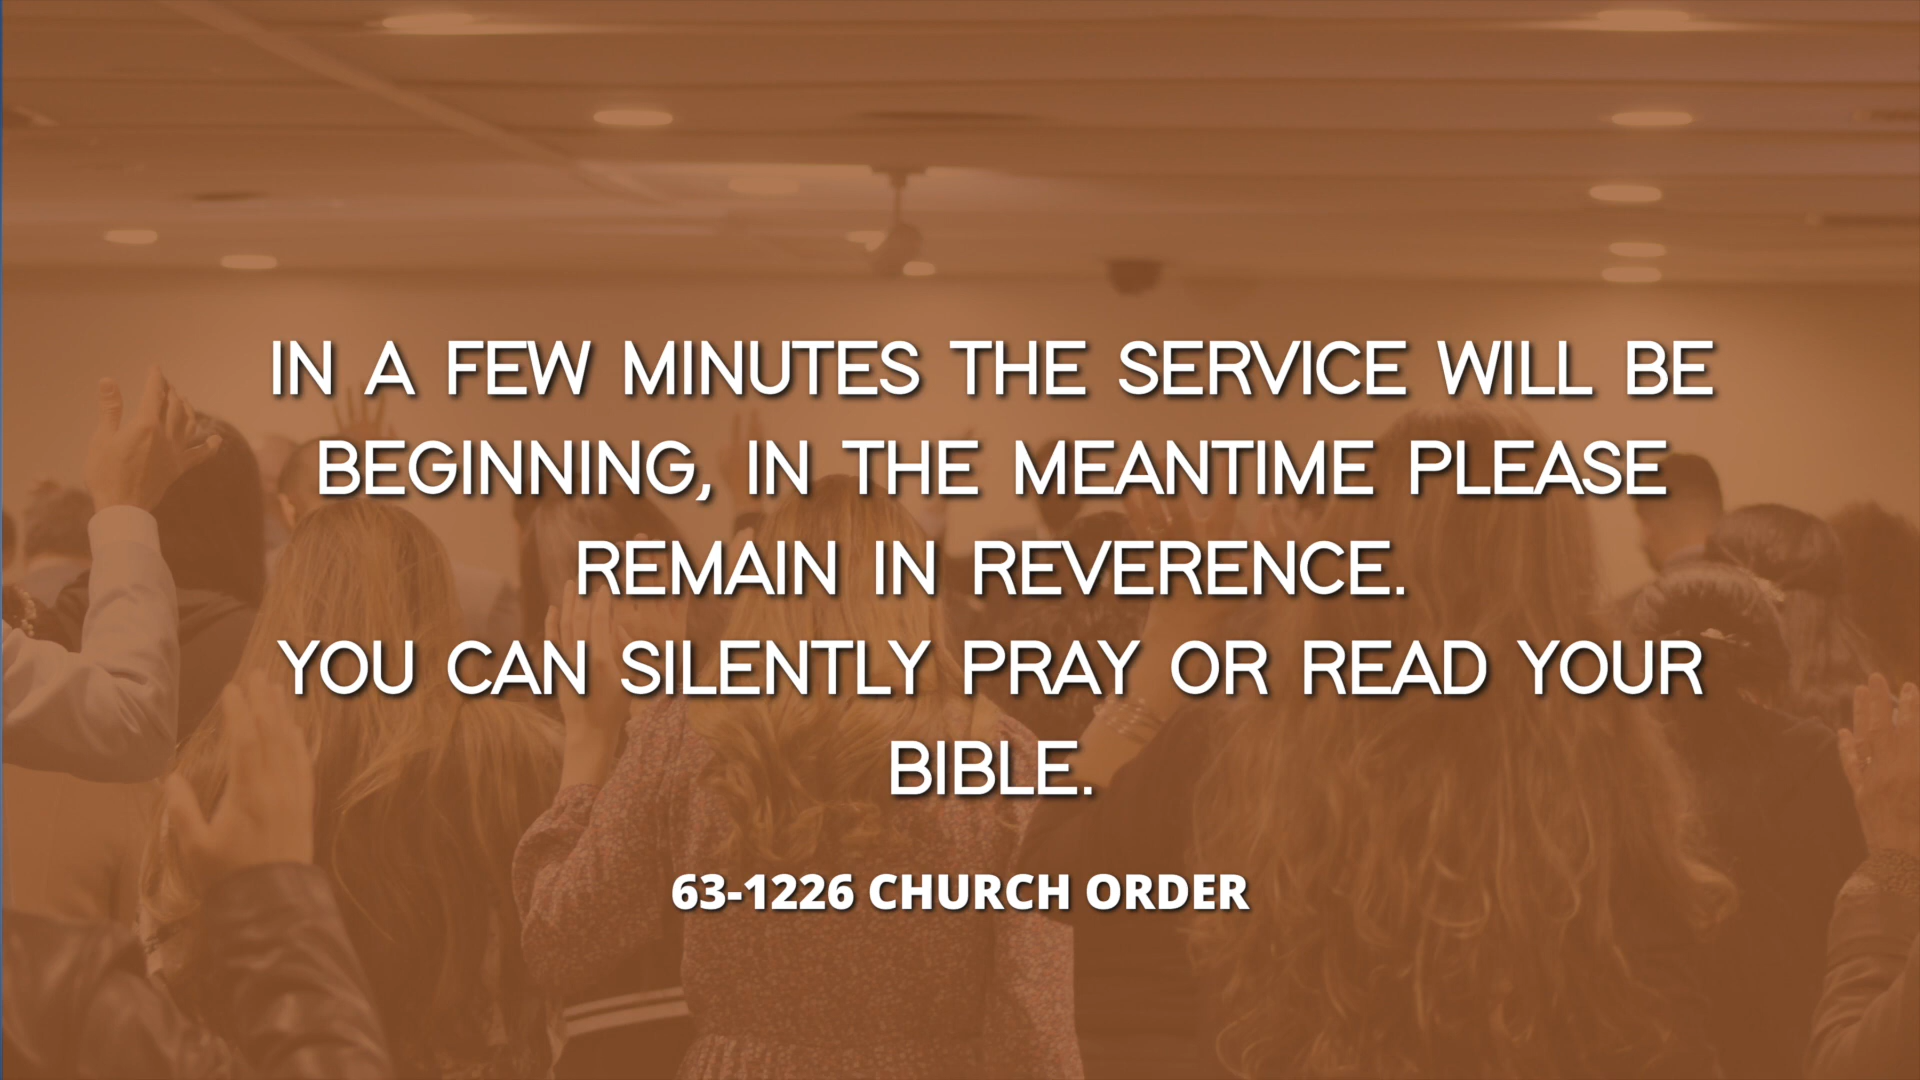 IN A FEW MINUTES THE SERVICE WILL BE
BEGINNING, IN THE MEANTIME PLEASE
REMAIN IN REVERENCE.
YOU CAN SILENTLY PRAY OR READ YOUR
BIBLE.
63-1226 CHURCH ORDER